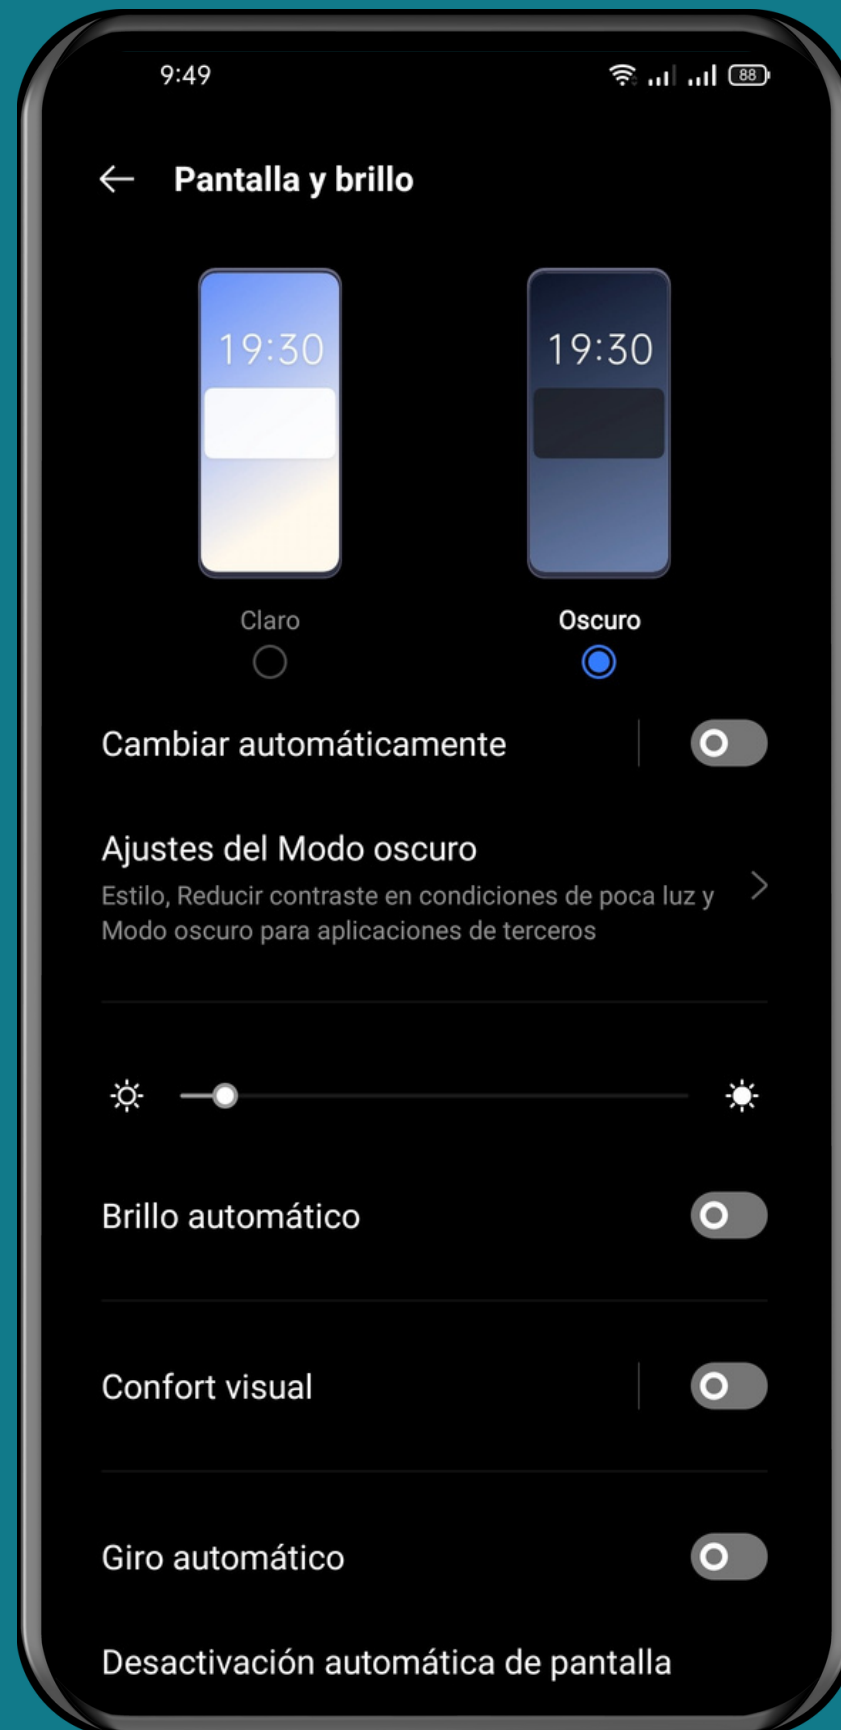 9:49
88
Pantalla y brillo
19:30
19:30
Claro
Oscuro
Cambiar automáticamente
Ajustes del Modo oscuro
Estilo, Reducir contraste en condiciones de poca luz y
Modo oscuro para aplicaciones de terceros
Brillo automático
Confort visual
Giro automático
Desactivación automática de pantalla